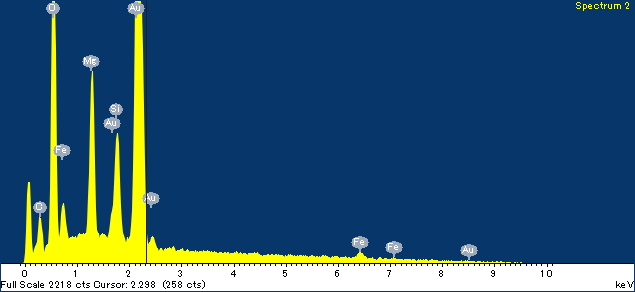 Spectrum 2
O Au
Mg
Si
Au
Fe
Au
Fe Fe Au
0 1 2 3 4 5 6 7 8 9 10
Full Scale 2218 cts Cursor: 2.298 (258 cts) keV